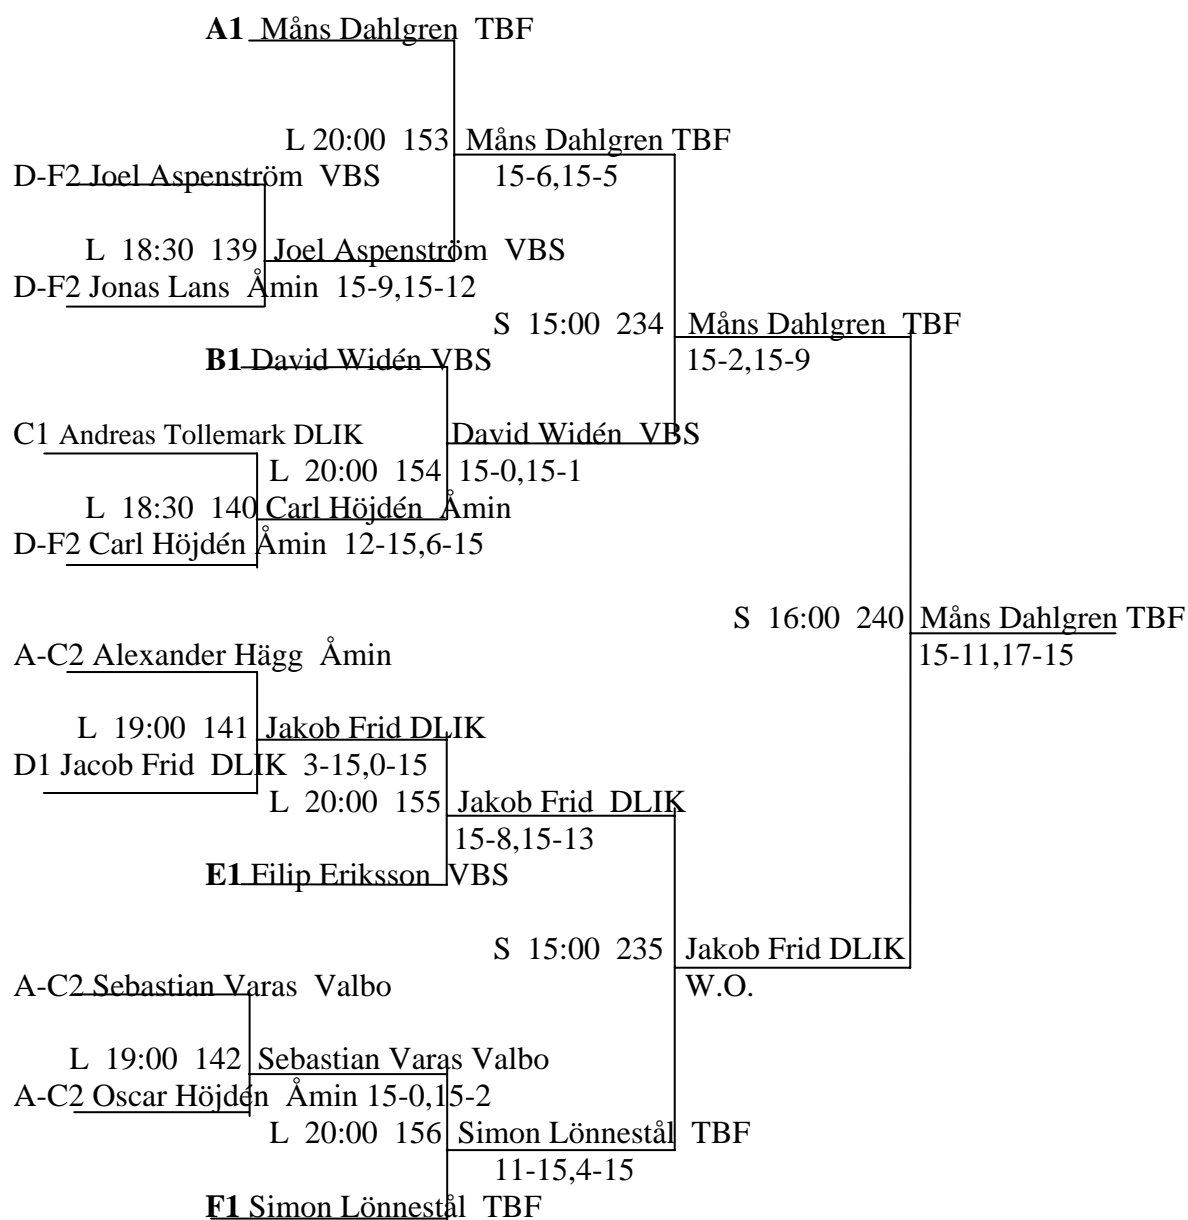 A1 Måns Dahlgren TBF
L 20:00 153 Måns Dahlgren TBF
D-F2 Joel Aspenström VBS 15-6,15-5
L 18:30 139 Joel Aspenström VBS
D-F2 Jonas Lans Åmin 15-9,15-12
S 15:00 234 Måns Dahlgren TBF
B1 David Widén VBS 15-2,15-9
C1 Andreas Tollemark DLIK David Widén VBS
L 20:00 154 15-0,15-1
L 18:30 140 Carl Höjdén Åmin
D-F2 Carl Höjdén Åmin 12-15,6-15
S 16:00 240 Måns Dahlgren TBF
A-C2 Alexander Hägg Åmin 15-11,17-15
L 19:00 141 Jakob Frid DLIK
D1 Jacob Frid DLIK 3-15,0-15
L 20:00 155 Jakob Frid DLIK
15-8,15-13
E1 Filip Eriksson VBS
S 15:00 235 Jakob Frid DLIK
A-C2 Sebastian Varas Valbo W.O.
L 19:00 142 Sebastian Varas Valbo
A-C2 Oscar Höjdén Åmin 15-0,15-2
L 20:00 156 Simon Lönnestål TBF
11-15,4-15
F1 Simon Lönnestål TBF